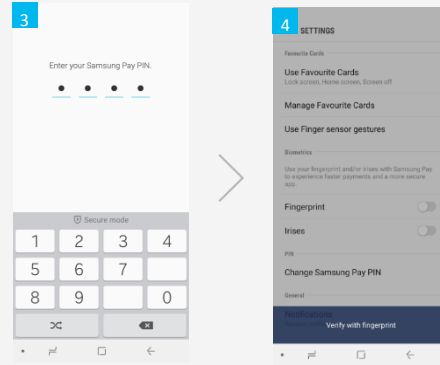 3
Enter your Samsung Pay PIN.
Secure mode
1 2 3 4
5 6 7
8 9 0
4
SETTINGS
Favourite Cards
Use Favourite Cards
Lock screen, Home screen, Screen off
Manage Favourite Cards
Use Finger sensor gestures
Biometrics
Use your fingerprint and/or irises with Samsung Pay
to experience faster payments and a more secure
app.
Fingerprint
Irises
PIN
Change Samsung Pay PIN
General
Notifications
Verify with fingerprint